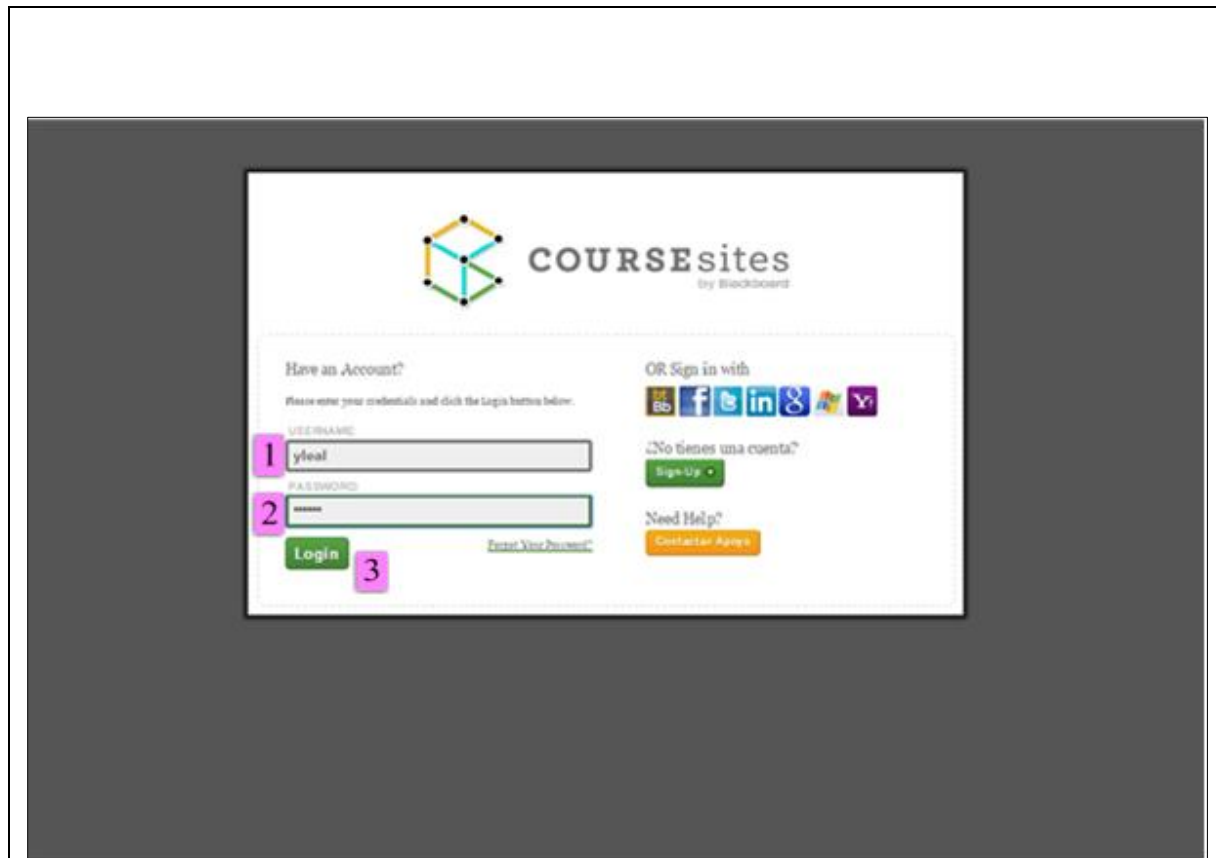 COURSEsites
by Blackboard
Have an Account?
Please enter your credentials and click the Login button below.
USERNAME
1
yleal
PASSWORD
2
••••••
Login
3
Forgot Your Password?
OR Sign in with
Bb
f
in
g
Y!
¿No tienes una cuenta?
Sign-Up
Need Help?
Contactar Apoyo